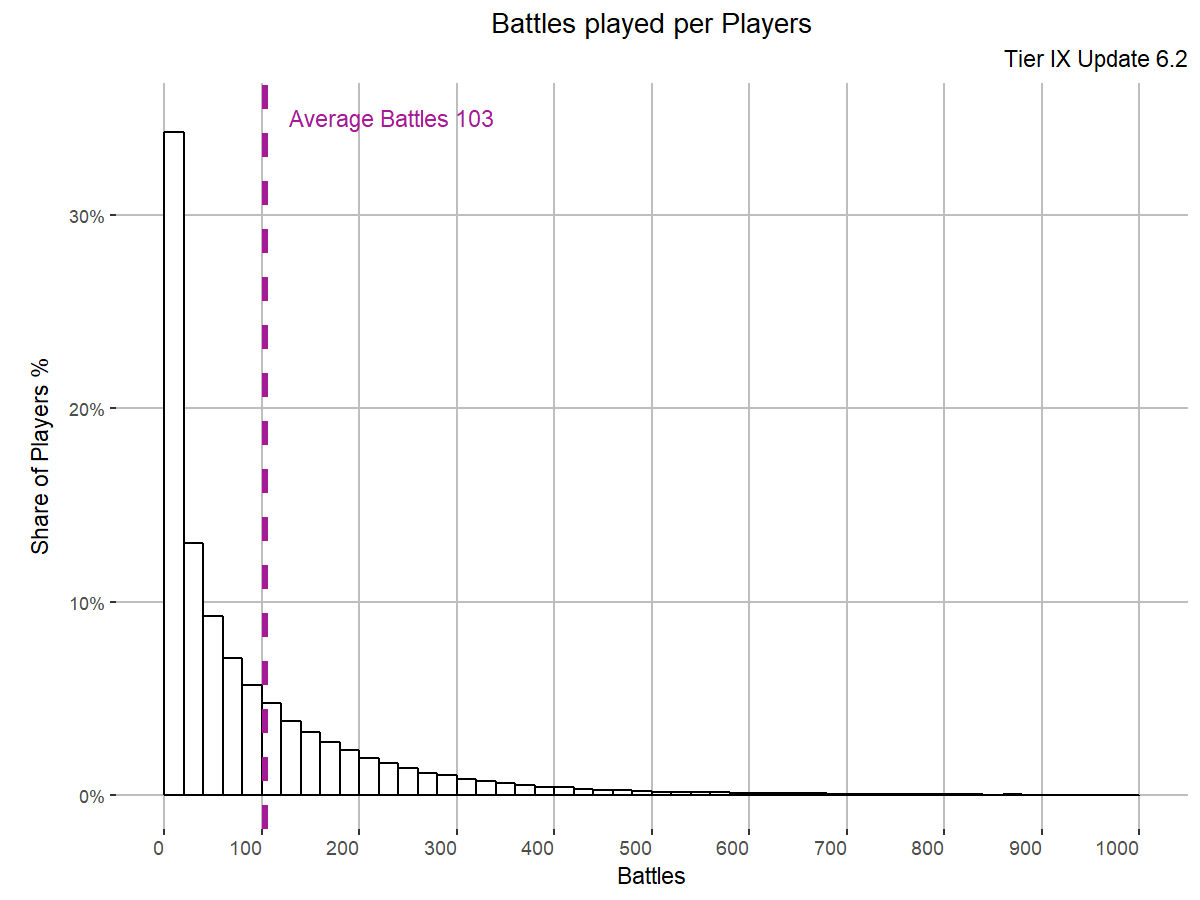 Battles played per Players
Tier IX Update 6.2
Average Battles 103
30%
20%
10%
0%
Share of Players %
0 100 200 300 400 500 600 700 800 900 1000
Battles